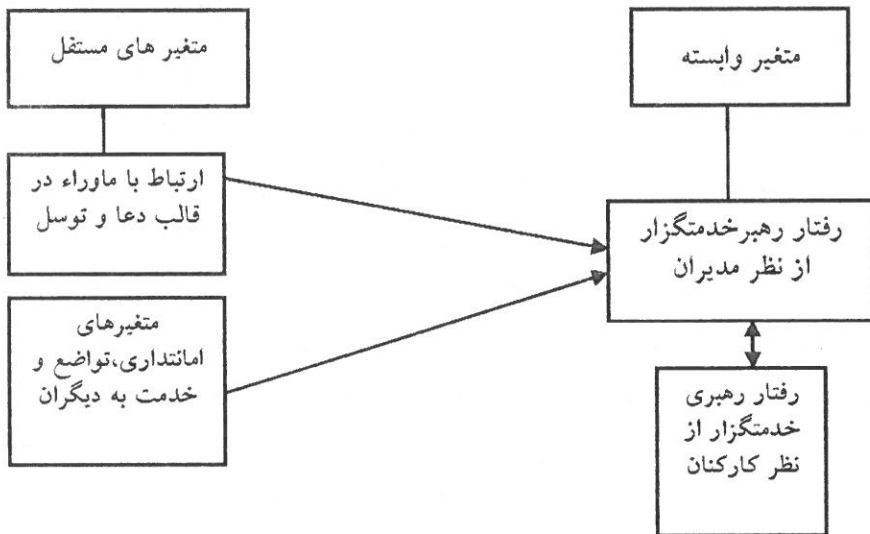 متغیر وابسته
متغیر های مستقل
ارتباط با ماوراء در
قالب دعا و توسل
رفتار رهبرخدمتگزار
از نظر مدیران
متغیرهای
امانتداری،تواضع و
خدمت به دیگران
رفتار رهبری
خدمتگزار از
نظر کارکنان